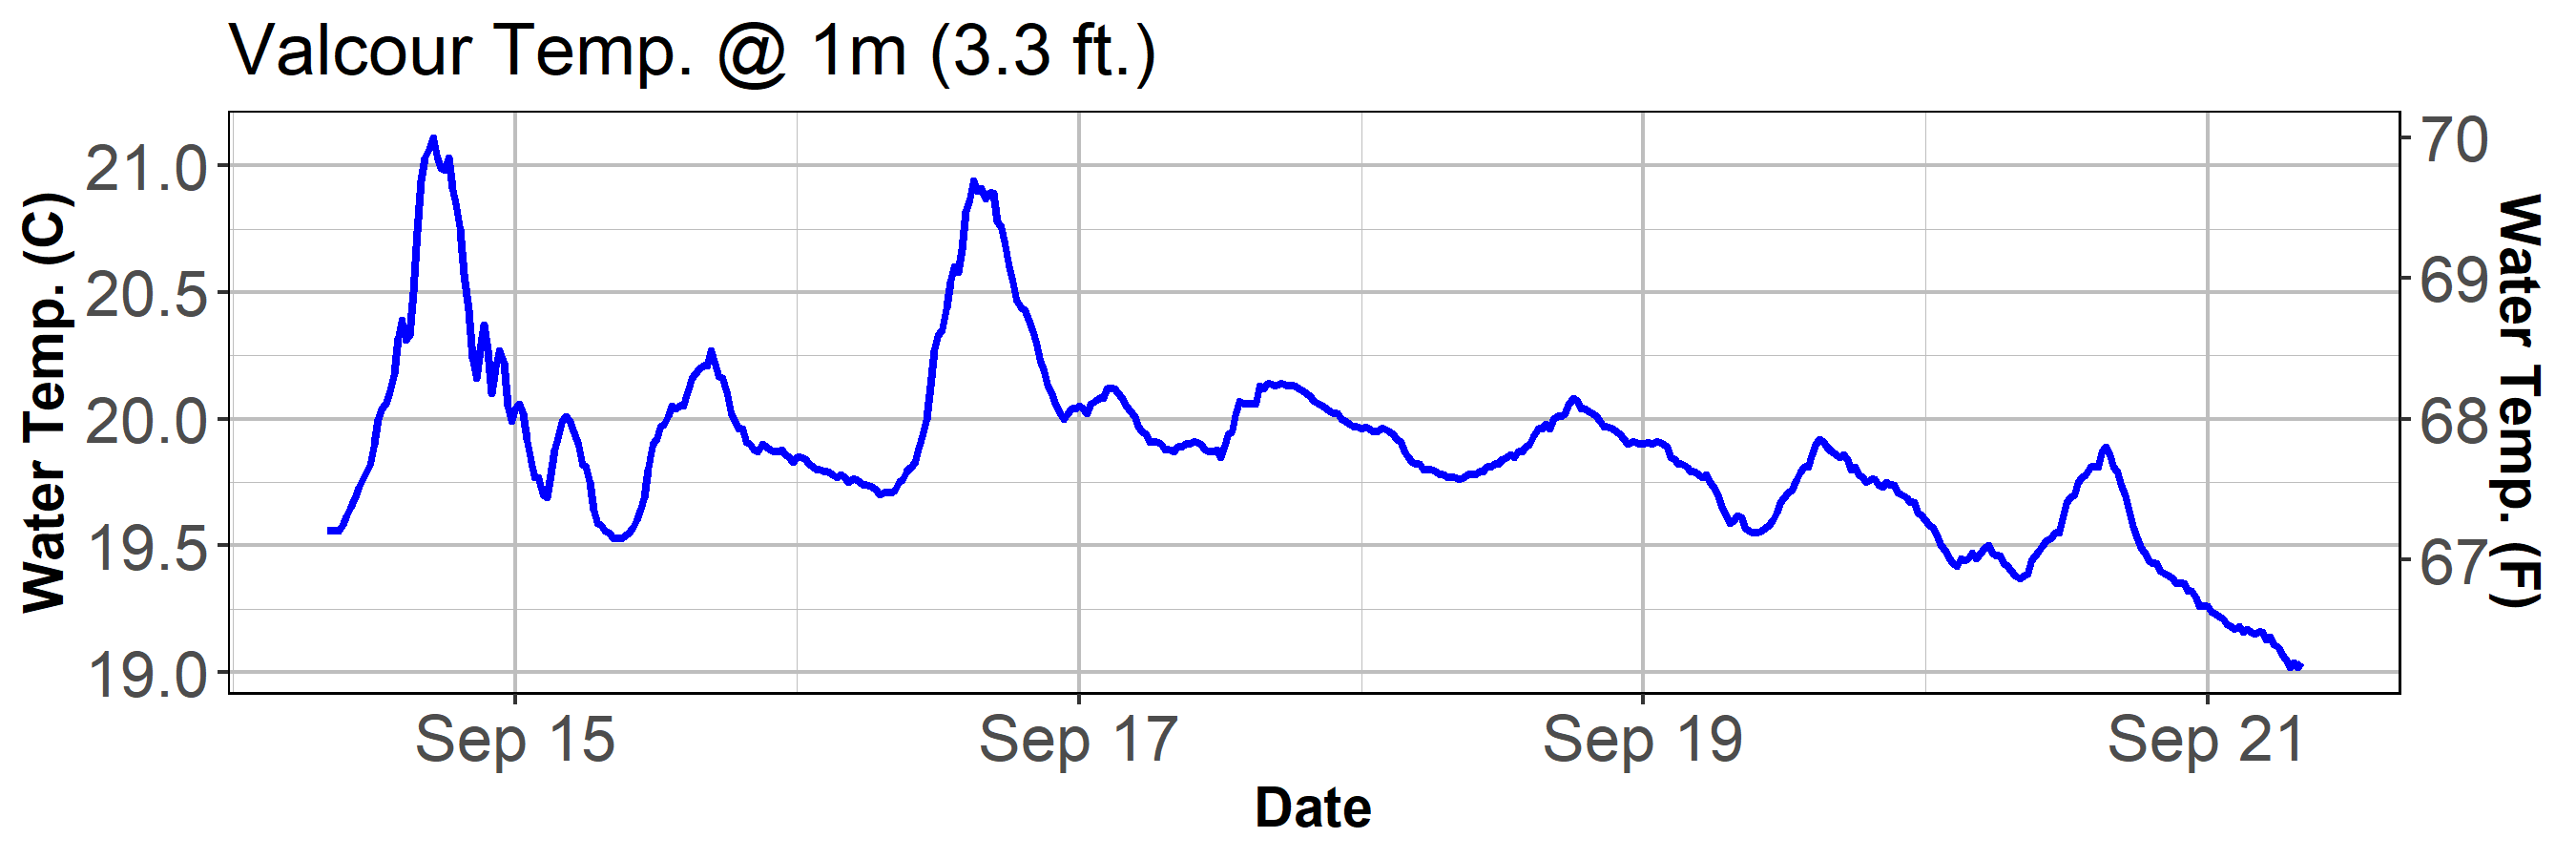 Valcour Temp. @ 1m (3.3 ft.)
Water Temp. (C)
21.0
20.5
20.0
19.5
19.0
70
69
68
67
Water Temp. (F)
Sep 15
Sep 17
Sep 19
Sep 21
Date